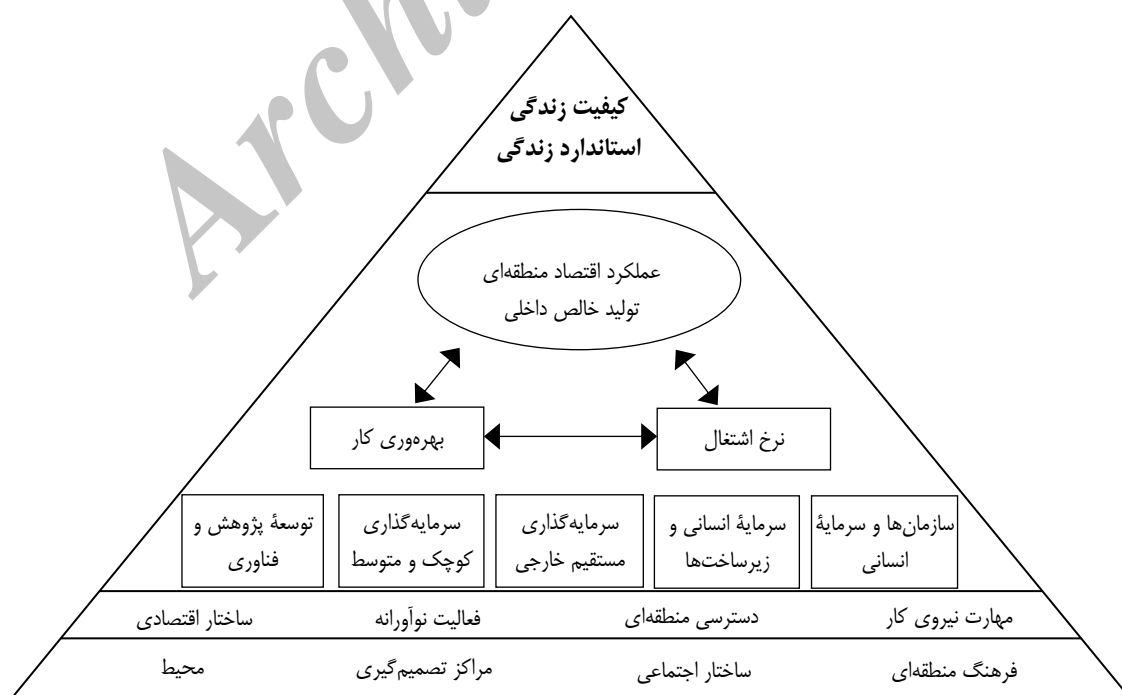 Archi
کیفیت زندگی
استاندارد زندگی
عملکرد اقتصاد منطقه‌ای
تولید خالص داخلی
نرخ اشتغال
بهره‌وری کار
سازمان‌ها و سرمایهٔ
انسانی
سرمایهٔ انسانی و
زیرساخت‌ها
سرمایه‌گذاری
مستقیم خارجی
سرمایه‌گذاری
کوچک و متوسط
توسعهٔ پژوهش و
فناوری
مهارت نیروی کار
دسترسی منطقه‌ای
فعالیت نوآورانه
ساختار اقتصادی
فرهنگ منطقه‌ای
ساختار اجتماعی
مراکز تصمیم‌گیری
محیط